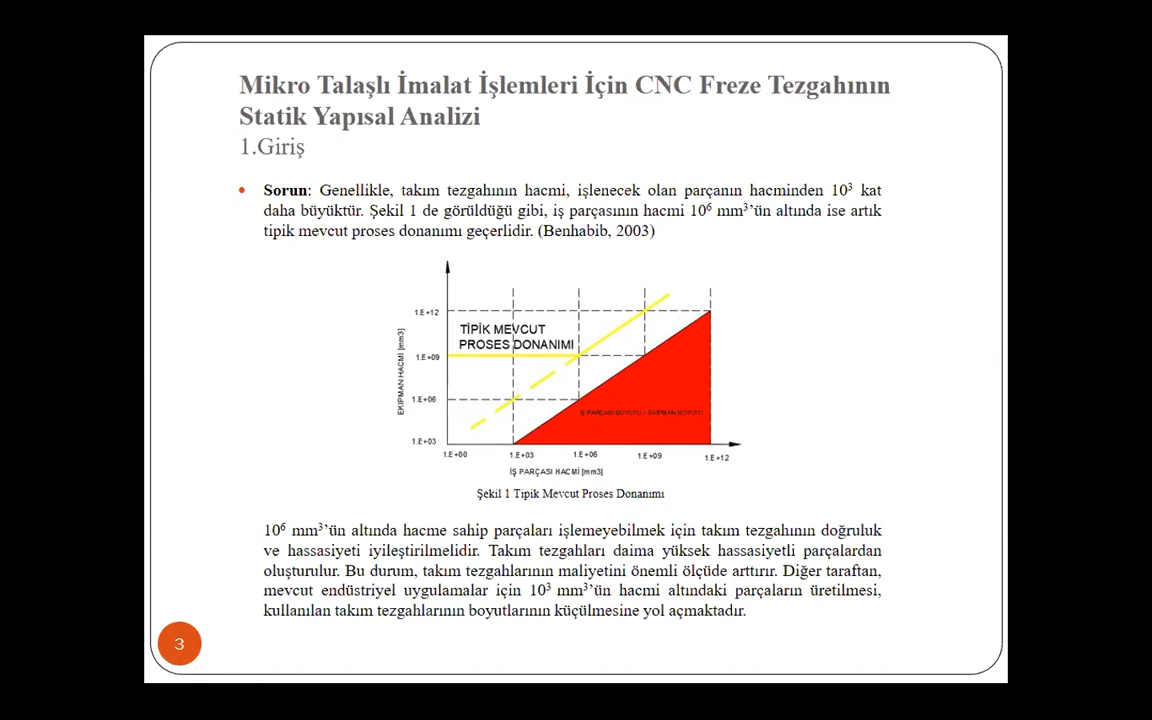 Mikro Talaşlı İmalat İşlemleri İçin CNC Freze Tezgahının
Statik Yapısal Analizi
1.Giriş
• Sorun: Genellikle, takım tezgahının hacmi, işlenecek olan parçanın hacminden 10³ kat
daha büyüktür. Şekil 1 de görüldüğü gibi, iş parçasının hacmi 10⁶ mm³’ün altında ise artık
tipik mevcut proses donanımı geçerlidir. (Benhabib, 2003)
EKİPMAN HACMİ [mm3]
1.E+12
TİPİK MEVCUT
PROSES DONANIMI
1.E+09
1.E+06
İŞ PARÇASI BOYUTU > EKİPMAN BOYUTU
1.E+03
1.E+00 1.E+03 1.E+06 1.E+09 1.E+12
İŞ PARÇASI HACMİ [mm3]
Şekil 1 Tipik Mevcut Proses Donanımı
10⁶ mm³’ün altında hacme sahip parçaları işlemeyebilmek için takım tezgahının doğruluk
ve hassasiyeti iyileştirilmelidir. Takım tezgahları daima yüksek hassasiyetli parçalardan
oluşturulur. Bu durum, takım tezgahlarının maliyetini önemli ölçüde arttırır. Diğer taraftan,
mevcut endüstriyel uygulamalar için 10³ mm³’ün hacmi altındaki parçaların üretilmesi,
kullanılan takım tezgahlarının boyutlarının küçülmesine yol açmaktadır.
3